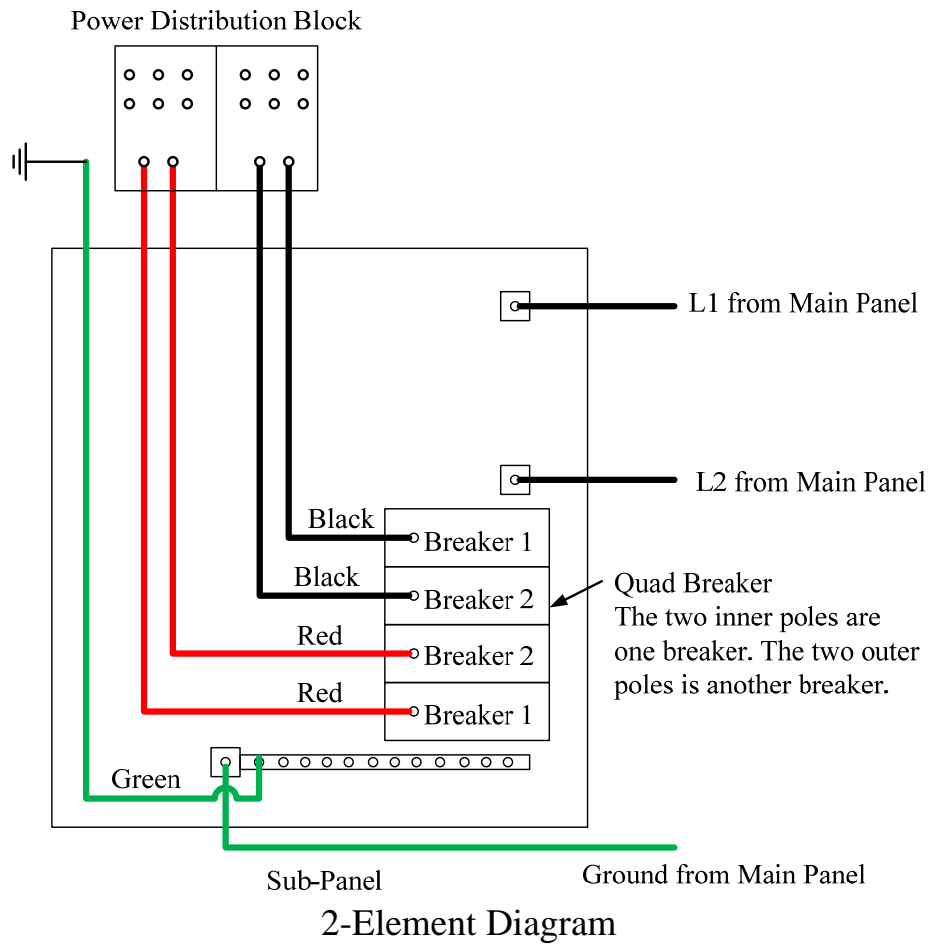 Power Distribution Block
L1 from Main Panel
L2 from Main Panel
Black
Breaker 1
Black
Breaker 2
Quad Breaker
The two inner poles are
one breaker. The two outer
poles is another breaker.
Red
Breaker 2
Red
Breaker 1
Green
Sub-Panel
Ground from Main Panel
2-Element Diagram